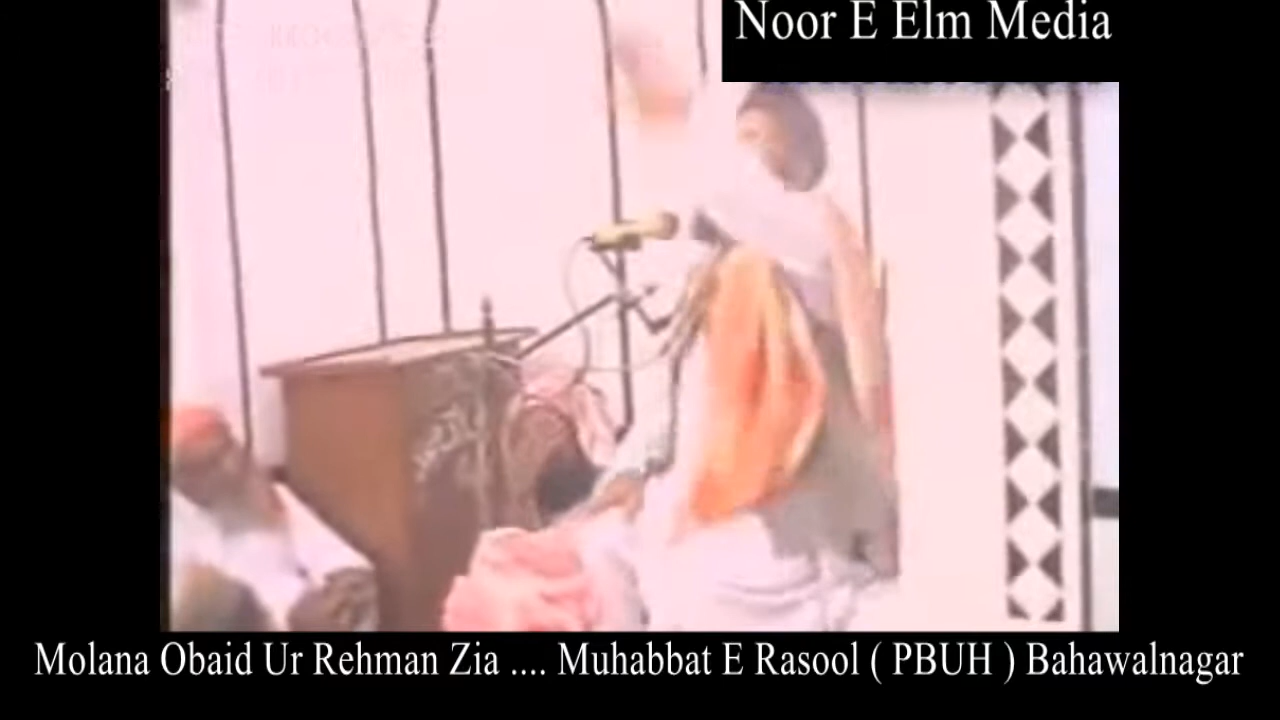 Noor E Elm Media
Molana Obaid Ur Rehman Zia .... Muhabbat E Rasool ( PBUH ) Bahawalnagar